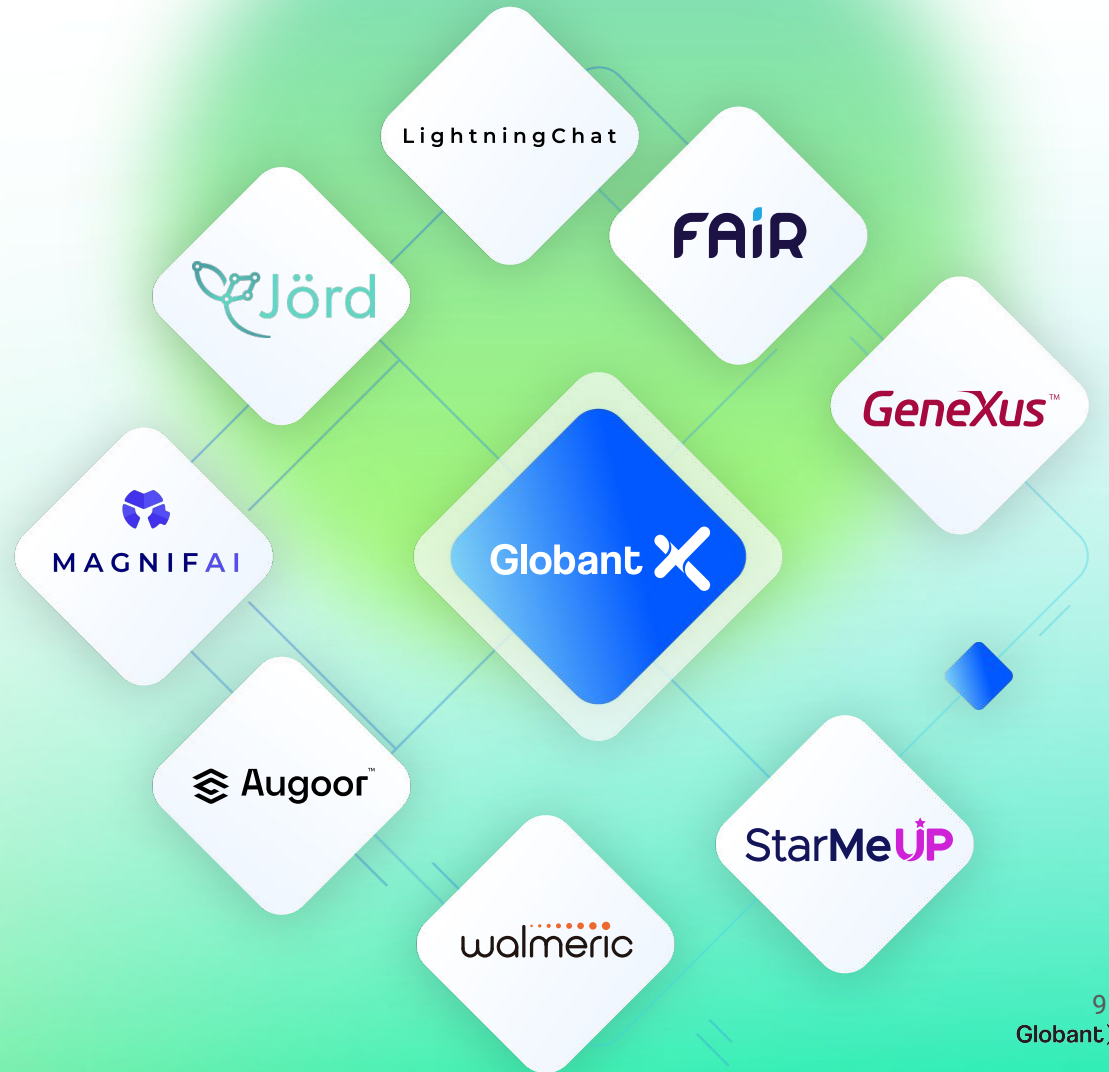 LightningChat
FAiR
Jörd
GeneXus™
MAGNIFAI
Globant X
Augoor™
StarMeUP
walmeric
9
Globant